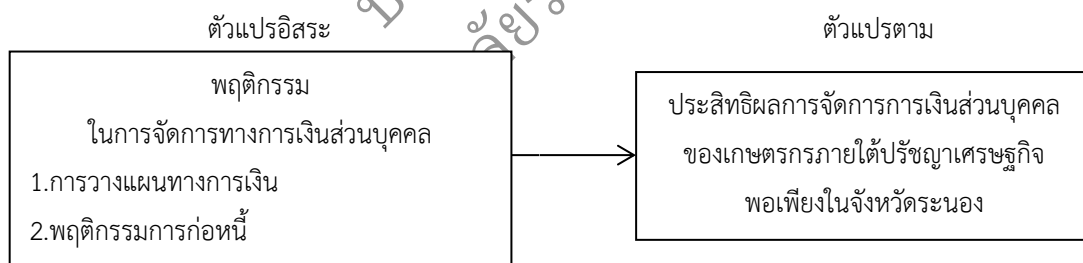 ตัวแปรอิสระ
พฤติกรรม
ในการจัดการทางการเงินส่วนบุคคล
1.การวางแผนทางการเงิน
2.พฤติกรรมการก่อหนี้
ตัวแปรตาม
ประสิทธิผลการจัดการการเงินส่วนบุคคล
ของเกษตรกรภายใต้ปรัชญาเศรษฐกิจ
พอเพียงในจังหวัดระนอง